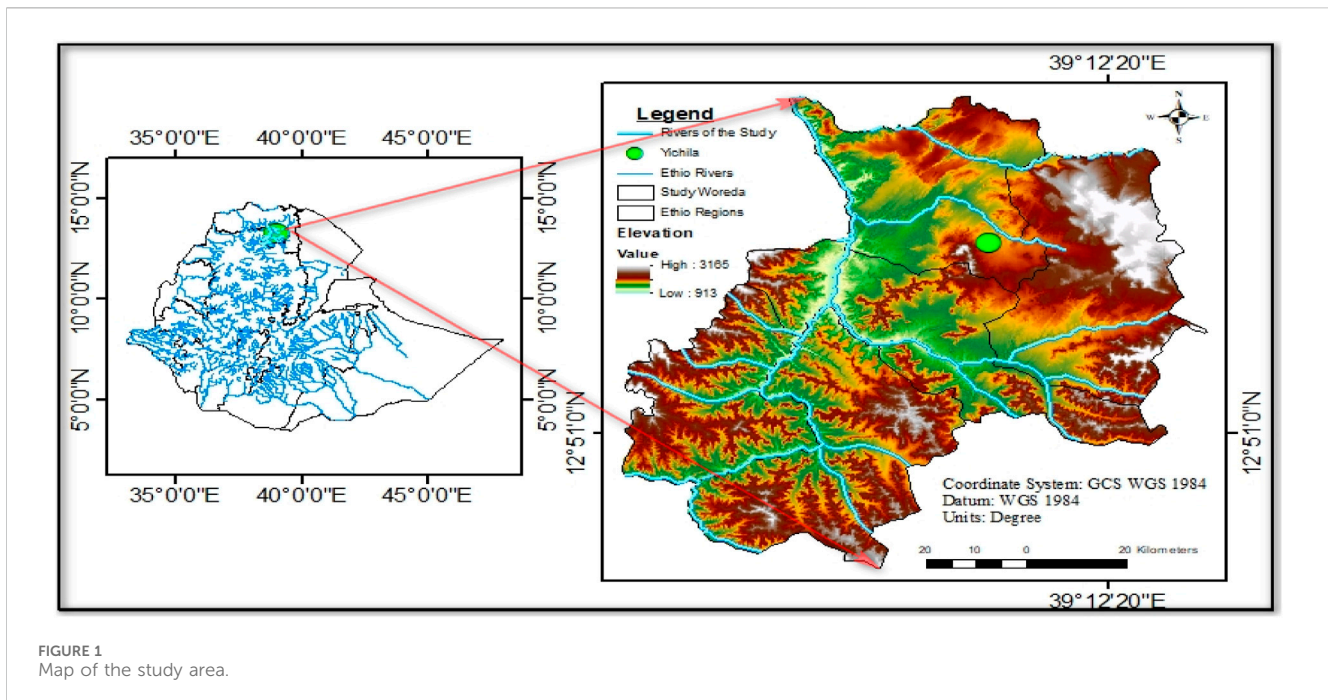 39°12'20"E
35°0'0"E 40°0'0"E 45°0'0"E
15°0'0"N
10°0'0"N
5°0'0"N
15°0'0"N
10°0'0"N
5°0'0"N
35°0'0"E 40°0'0"E 45°0'0"E
Legend
Rivers of the Study
Yichila
Ethio Rivers
Study Woreda
Ethio Regions
Elevation
Value
High : 3165
Low : 913
N
W E
S
12°51'0"N
12°51'0"N
Coordinate System: GCS WGS 1984
Datum: WGS 1984
Units: Degree
20 10 0 20 Kilometers
39°12'20"E
FIGURE 1
Map of the study area.